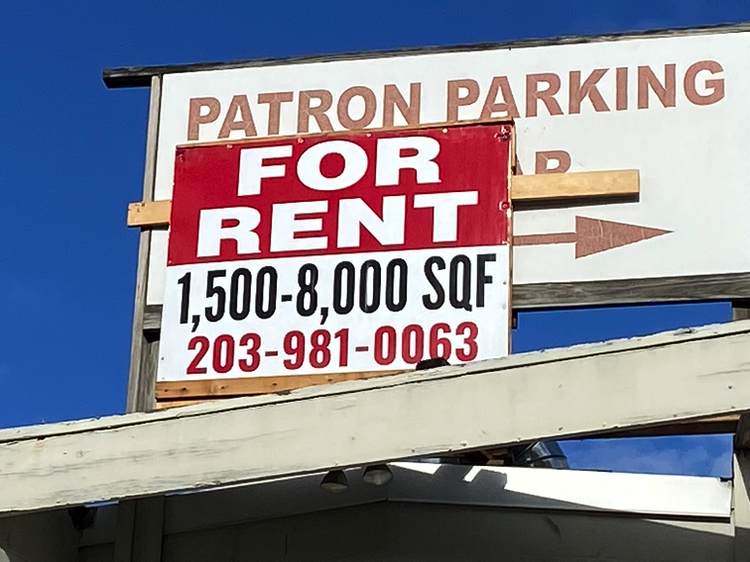 PATRON PARKING
FOR
RENT
1,500-8,000 SQF
203-981-0063